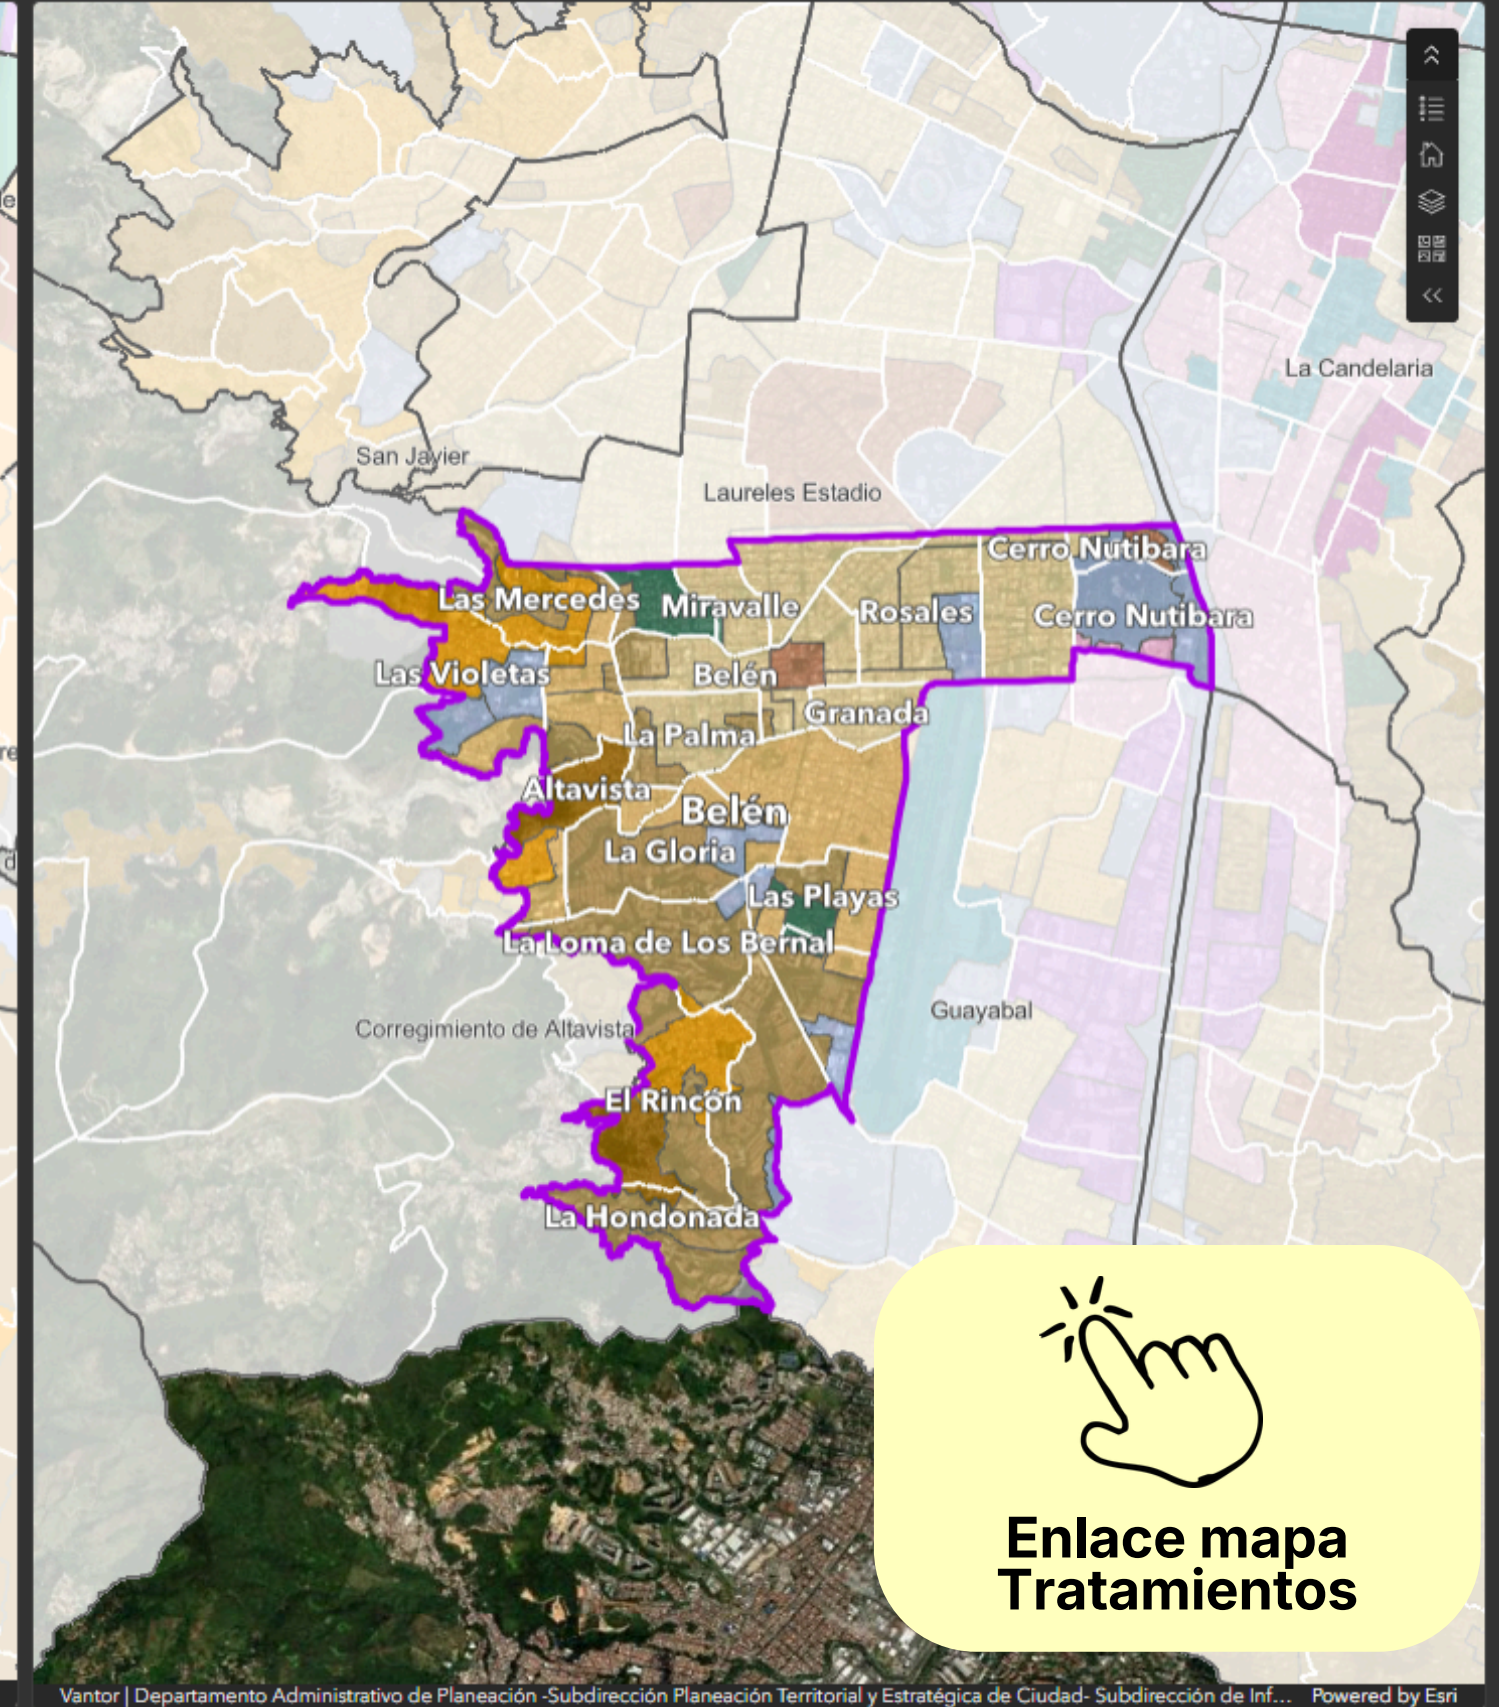 La Candelaria
San Javier
Laureles Estadio
Cerro Nutibara
Las Mercedes
Miravalle
Rosales
Cerro Nutibara
Las Violetas
Belén
Granada
La Palma
Altavista
Belén
La Gloria
Las Playas
La Loma de Los Bernal
Guayabal
Corregimiento de Altavista
El Rincón
La Hondonada
Enlace mapa
Tratamientos
Vantor | Departamento Administrativo de Planeación -Subdirección Planeación Territorial y Estratégica de Ciudad- Subdirección de Inf... Powered by Esri